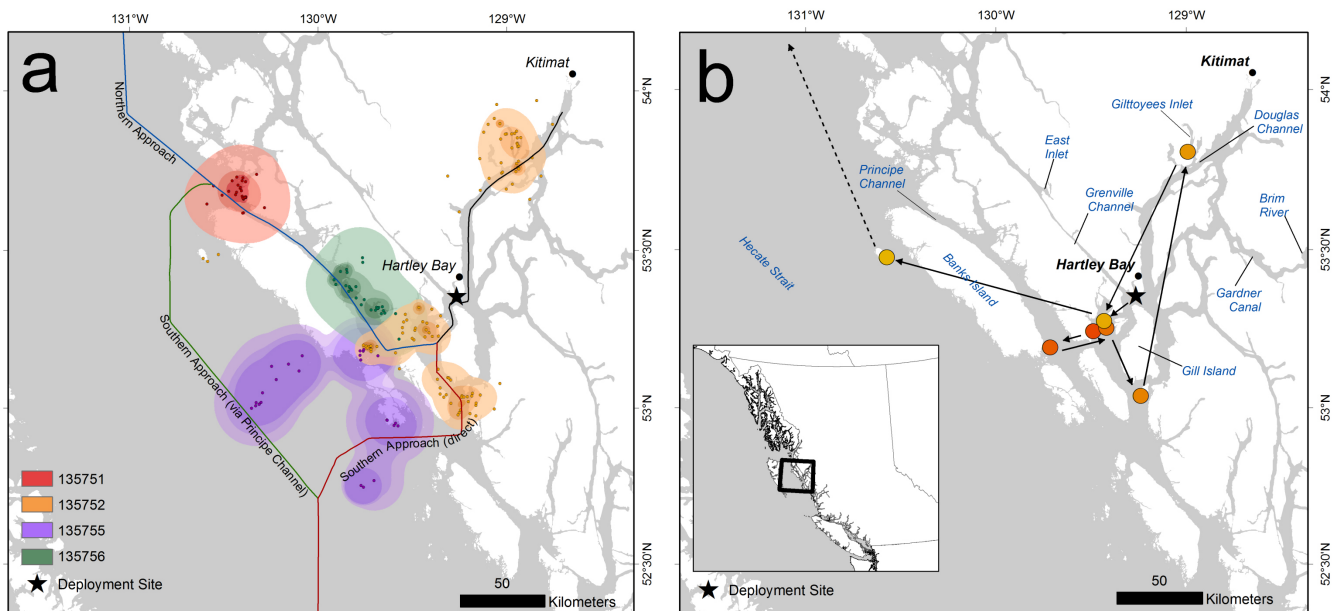 131°W
130°W
129°W
a
Kitimat
54°N
Northern Approach
53°30'N
Hartley Bay
Southern Approach (via Principe Channel)
53°N
Southern Approach (direct)
135751
135752
135755
135756
Deployment Site
50
Kilometers
52°30'N
131°W
130°W
129°W
b
Kitimat
54°N
Gilttoyees Inlet
Douglas
Channel
East
Inlet
Principe
Channel
Grenville
Channel
Brim
River
53°30'N
Hecate Strait
Banks Island
Hartley Bay
Gardner
Canal
Gill Island
53°N
Deployment Site
50
Kilometers
52°30'N